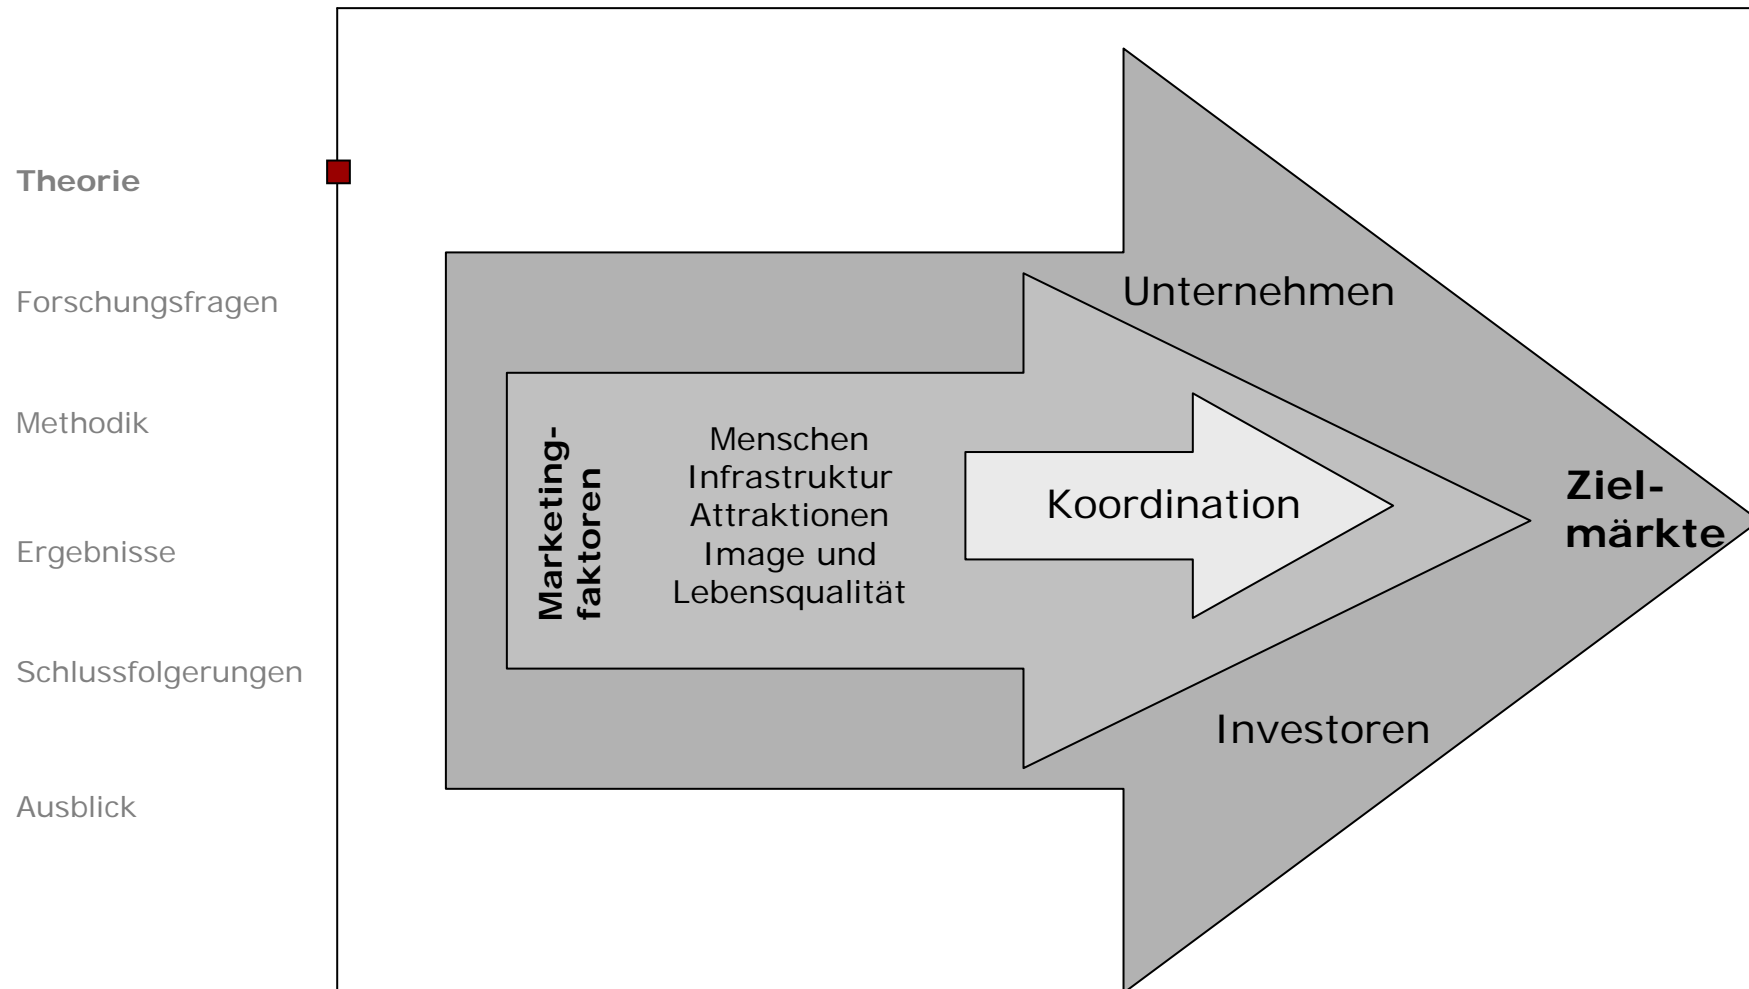 Theorie
Forschungsfragen
Methodik
Ergebnisse
Schlussfolgerungen
Ausblick
Unternehmen
Marketing-
faktoren
Menschen
Infrastruktur
Attraktionen
Image und
Lebensqualität
Koordination
Ziel-
märkte
Investoren